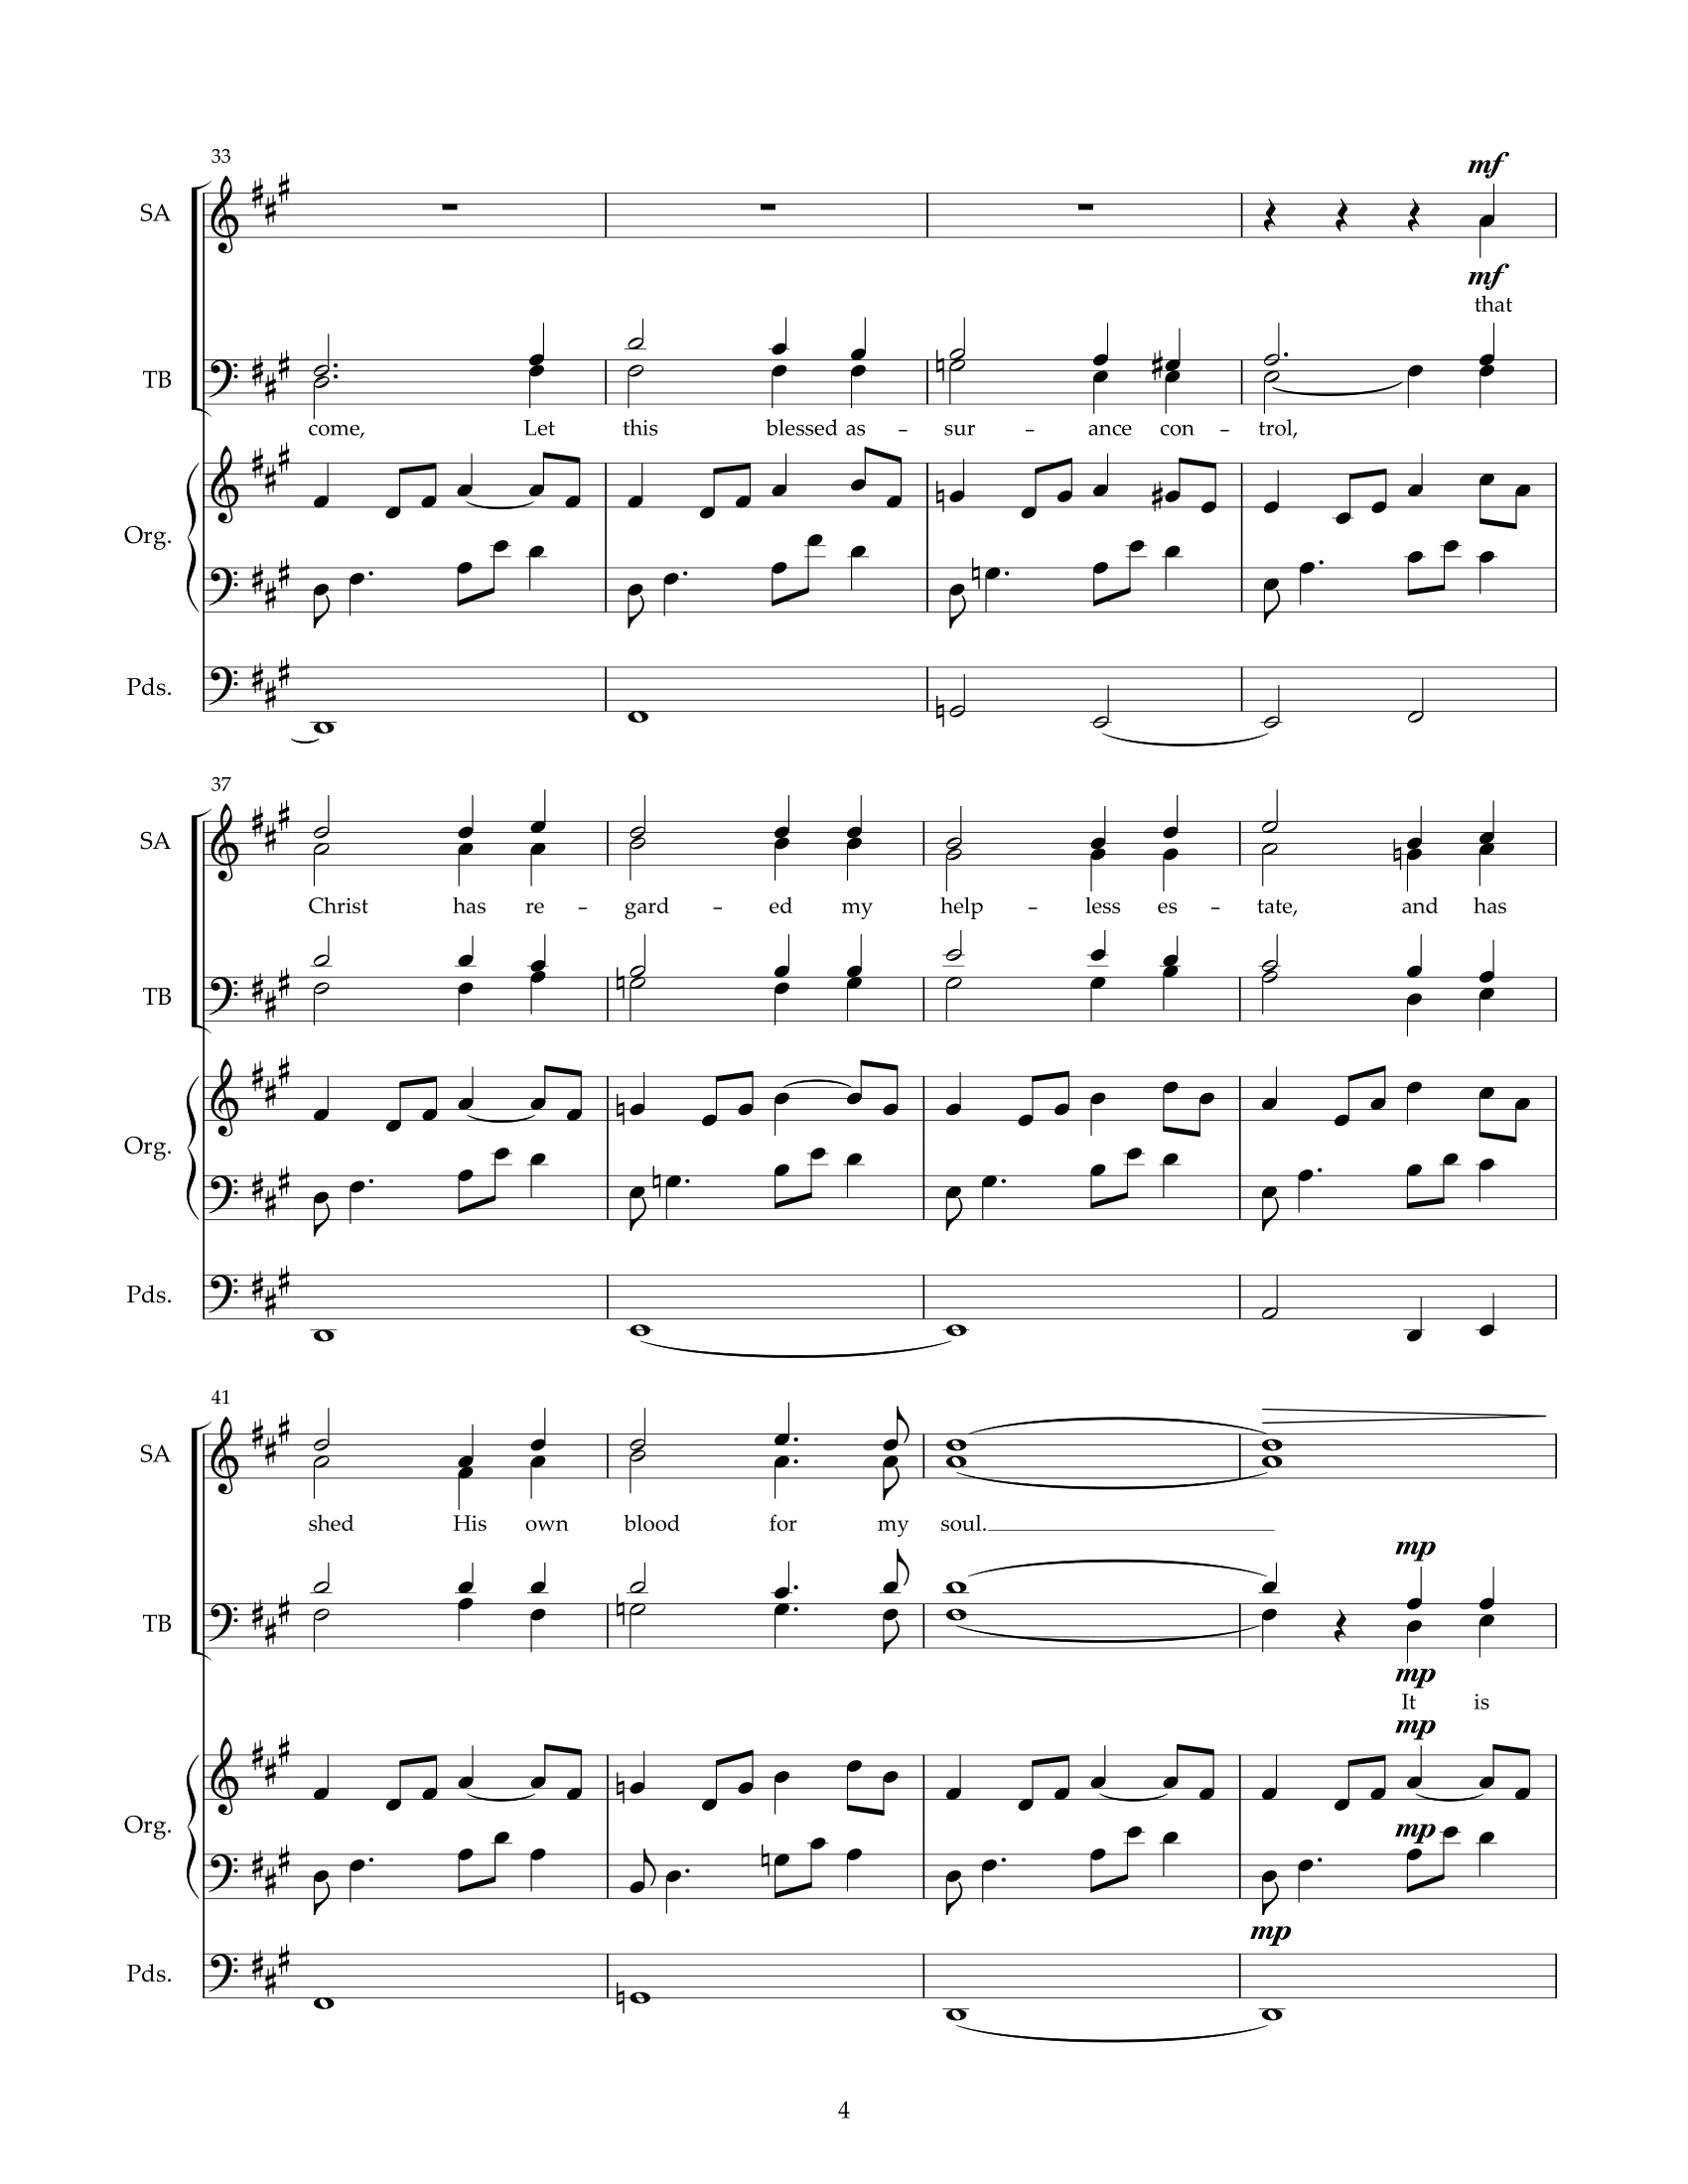 33
mf
SA
mf
that
TB
come, Let this blessed as - sur - ance con - trol,
Org.
Pds.
37
SA
Christ has re - gard - ed my help - less es - tate, and has
TB
Org.
Pds.
41
SA
shed His own blood for my soul.
mp
TB
mp
It is
mp
Org.
mp
mp
Pds.
4